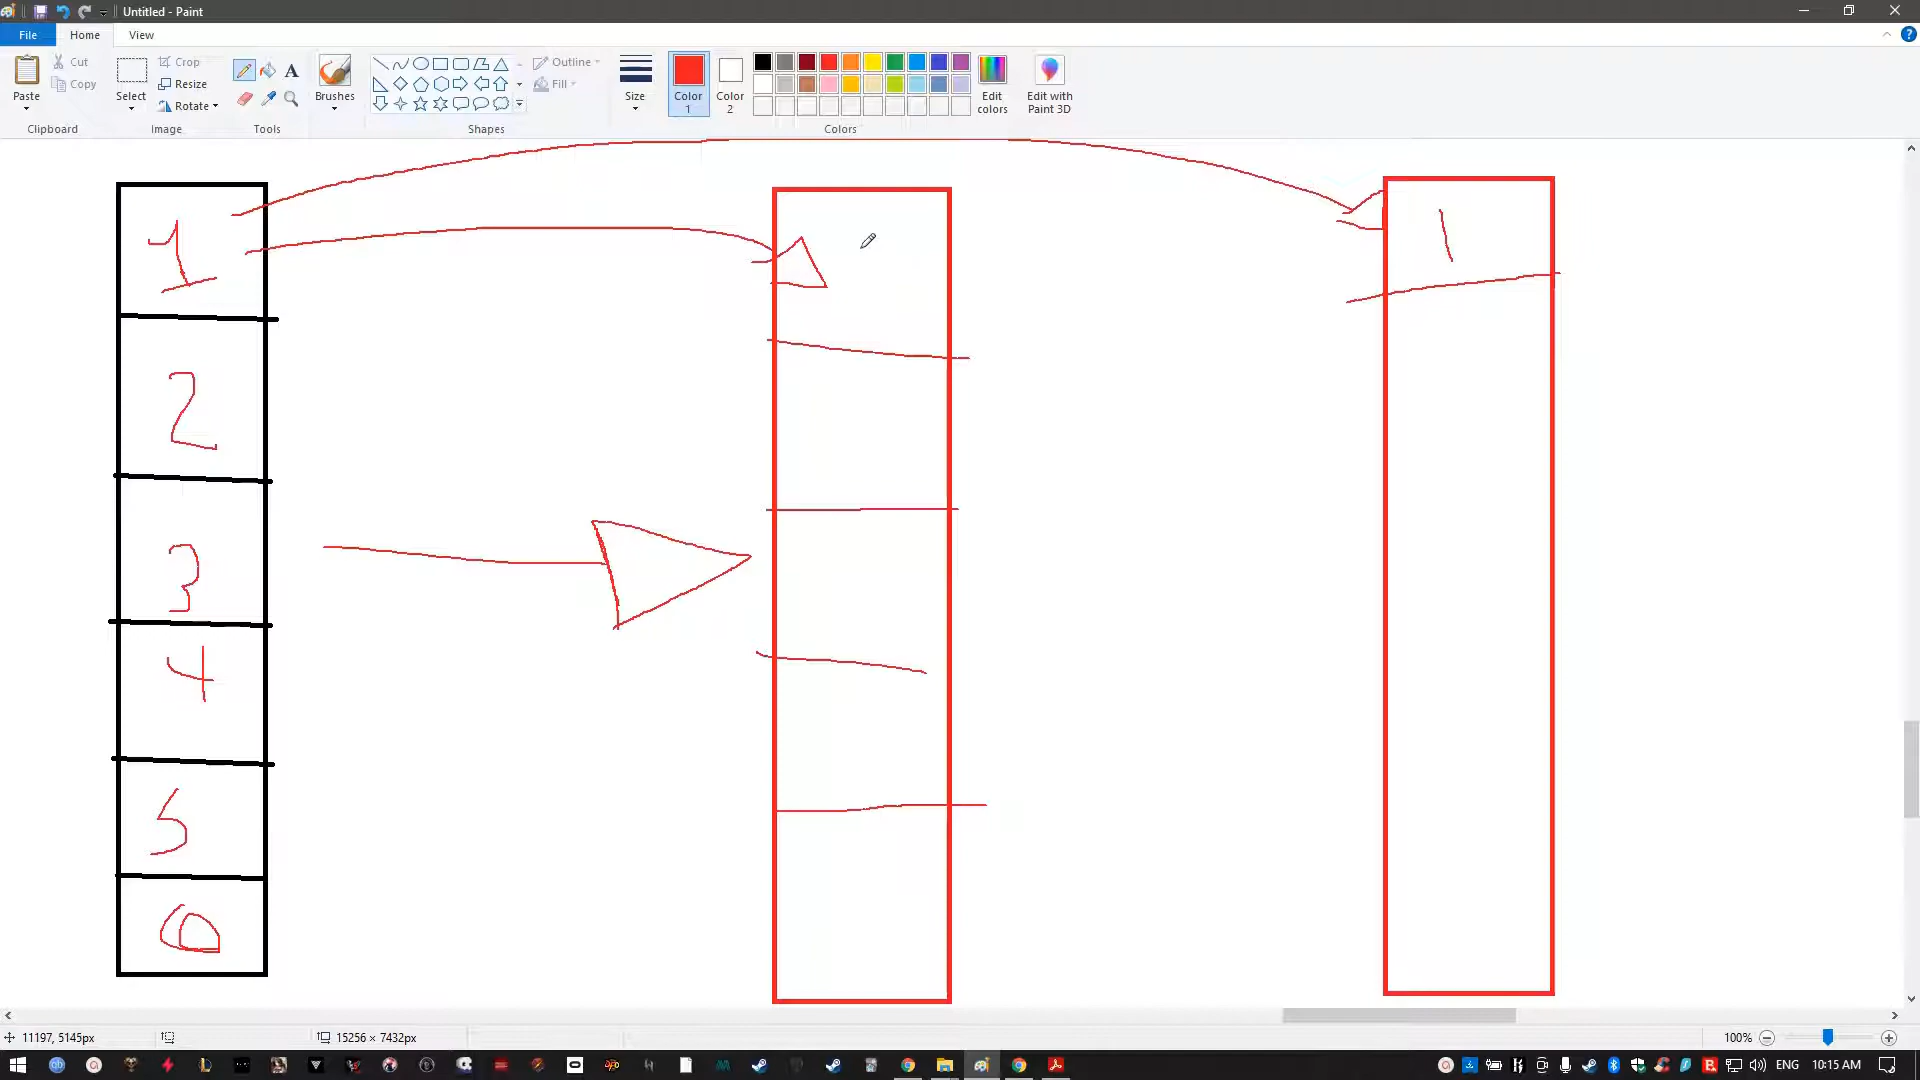 Untitled - Paint
File Home View
Paste
Cut
Copy
Clipboard
Select
Crop
Resize
Rotate
Image
A
Tools
Brushes
Outline
Fill
Shapes
Size
Color 1
Color 2
Edit colors
Edit with Paint 3D
Colors
1
1
2
3
4
5
6
11197, 5145px
15256 × 7432px
100%
ENG
10:15 AM